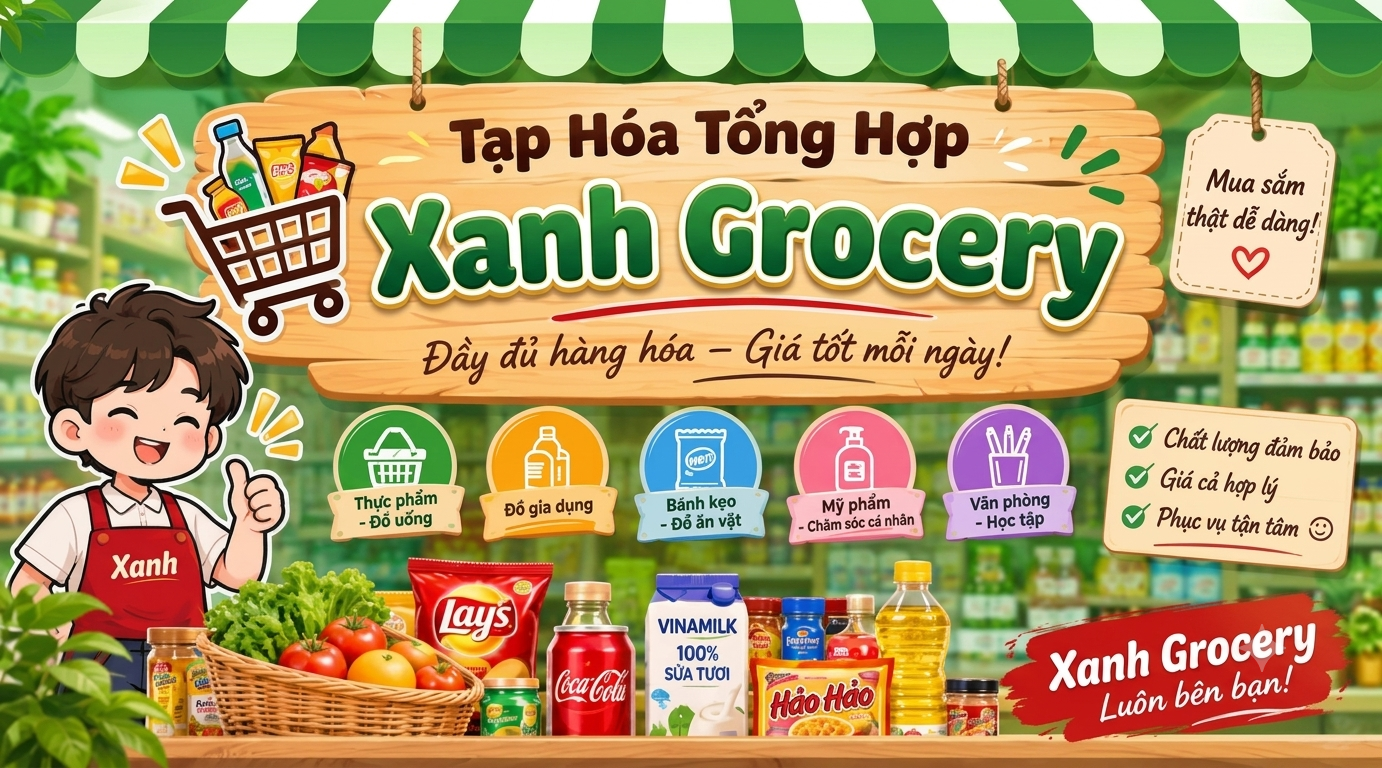 Tạp Hóa Tổng Hợp
Xanh Grocery
Đầy đủ hàng hóa – Giá tốt mỗi ngày!
Mua sắm
thật dễ dàng!
Thực phẩm
- Đồ uống
Đồ gia dụng
Bánh kẹo
- Đồ ăn vặt
Mỹ phẩm
- Chăm sóc cá nhân
Văn phòng
- Học tập
Chất lượng đảm bảo
Giá cả hợp lý
Phục vụ tận tâm
Xanh
Lay's
Coca-Cola
VINAMILK
100%
SỮA TƯƠI
Hảo Hảo
Xanh Grocery
Luôn bên bạn!